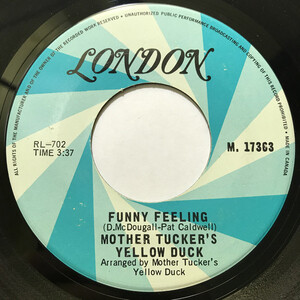 ALL RIGHTS OF THE MANUFACTURER AND OF THE OWNER OF THE RECORDED WORK RESERVED
UNAUTHORIZED PUBLIC PERFORMANCE BROADCASTING AND COPYING OF THIS RECORD PROHIBITED • MADE IN CANADA
LONDON
RL-702
TIME 3:37
M. 17363
FUNNY FEELING
(D.McDougall-Pat Caldwell)
MOTHER TUCKER'S
YELLOW DUCK
Arranged by Mother Tucker's
Yellow Duck